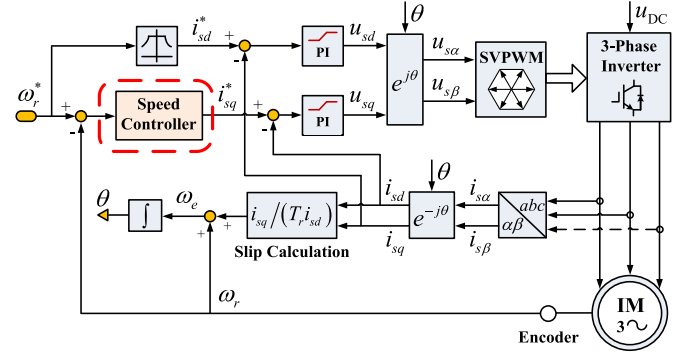 θ
u_DC
i*_sd
+
-
PI
u_sd
u_sα
SVPWM
3-Phase
Inverter
e^{jθ}
u_sβ
ω*_r
+
-
Speed
Controller
i*_sq
+
-
PI
u_sq
θ
ω_e
θ
∫
+
+
i_sq/(T_r i_sd)
Slip Calculation
i_sd
i_sq
e^{-jθ}
i_sα
i_sβ
abc
αβ
ω_r
Encoder
IM
3